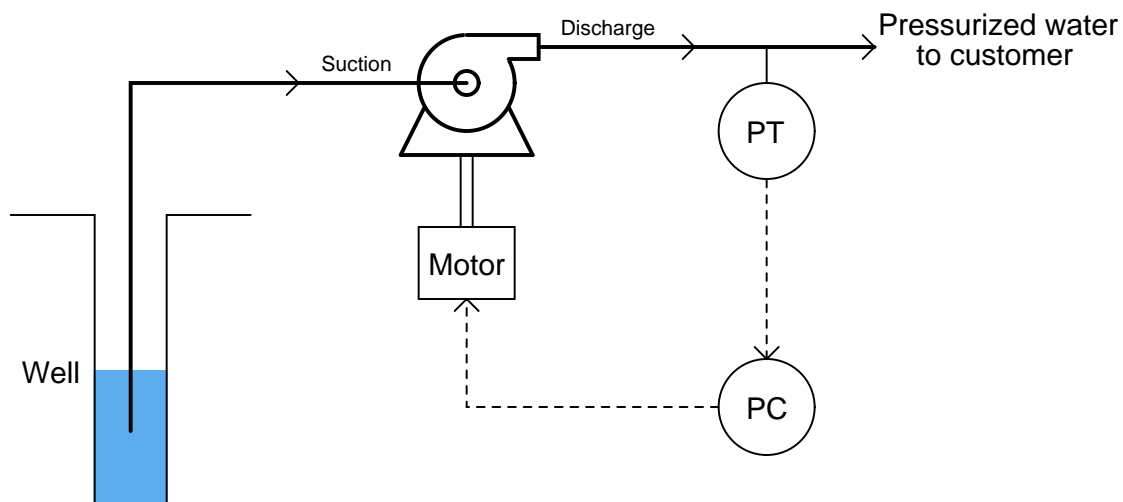 Pressurized water
to customer
Discharge
Suction
PT
Motor
Well
PC